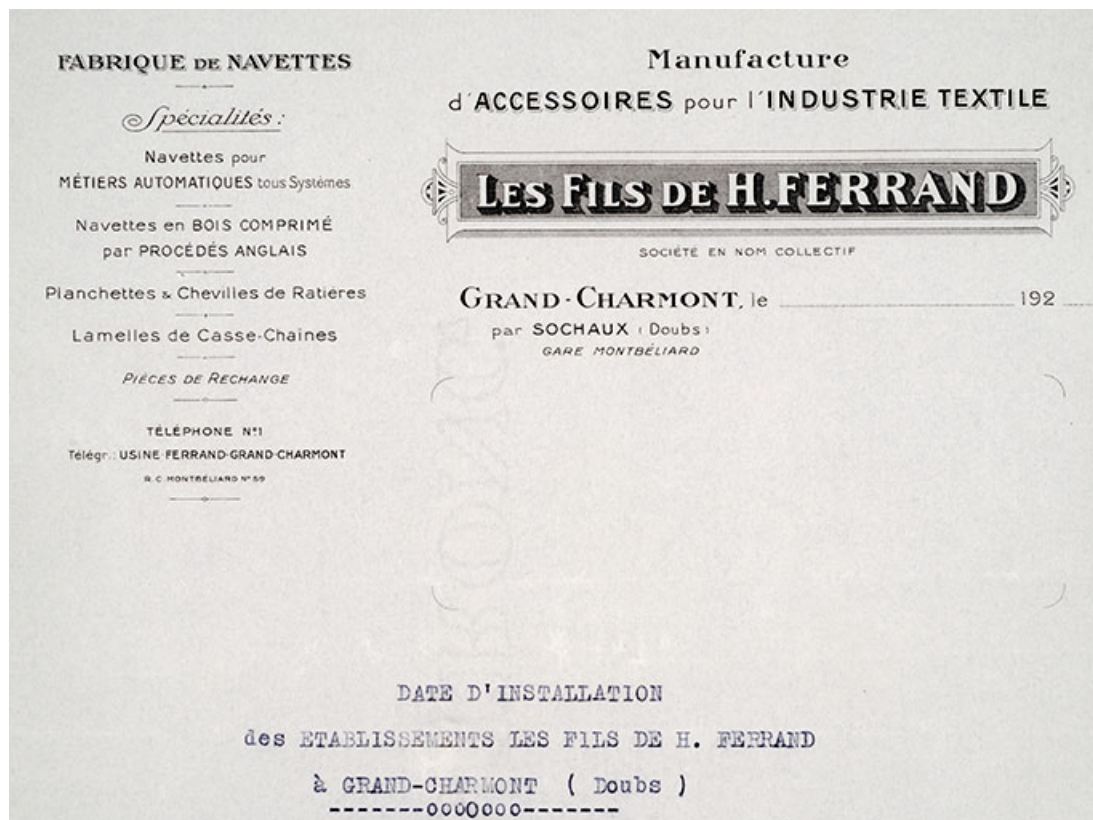 FABRIQUE DE NAVETTES
Spécialités :
Navettes pour
MÉTIERS AUTOMATIQUES tous Systèmes
Navettes en BOIS COMPRIMÉ
par PROCÉDÉS ANGLAIS
Planchettes & Chevilles de Ratières
Lamelles de Casse-Chaines
PIÈCES DE RECHANGE
TÉLÉPHONE N°1
Télégr.: USINE-FERRAND-GRAND-CHARMONT
R.C. MONTBÉLIARD N° 59
Manufacture
d'ACCESSOIRES pour l'INDUSTRIE TEXTILE
LES FILS DE H. FERRAND
SOCIÉTÉ EN NOM COLLECTIF
GRAND-CHARMONT, le 192
par SOCHAUX (Doubs)
GARE MONTBÉLIARD
DATE D'INSTALLATION
des ETABLISSEMENTS LES FILS DE H. FERRAND
à GRAND-CHARMONT ( Doubs )
-------ooo0ooo-------